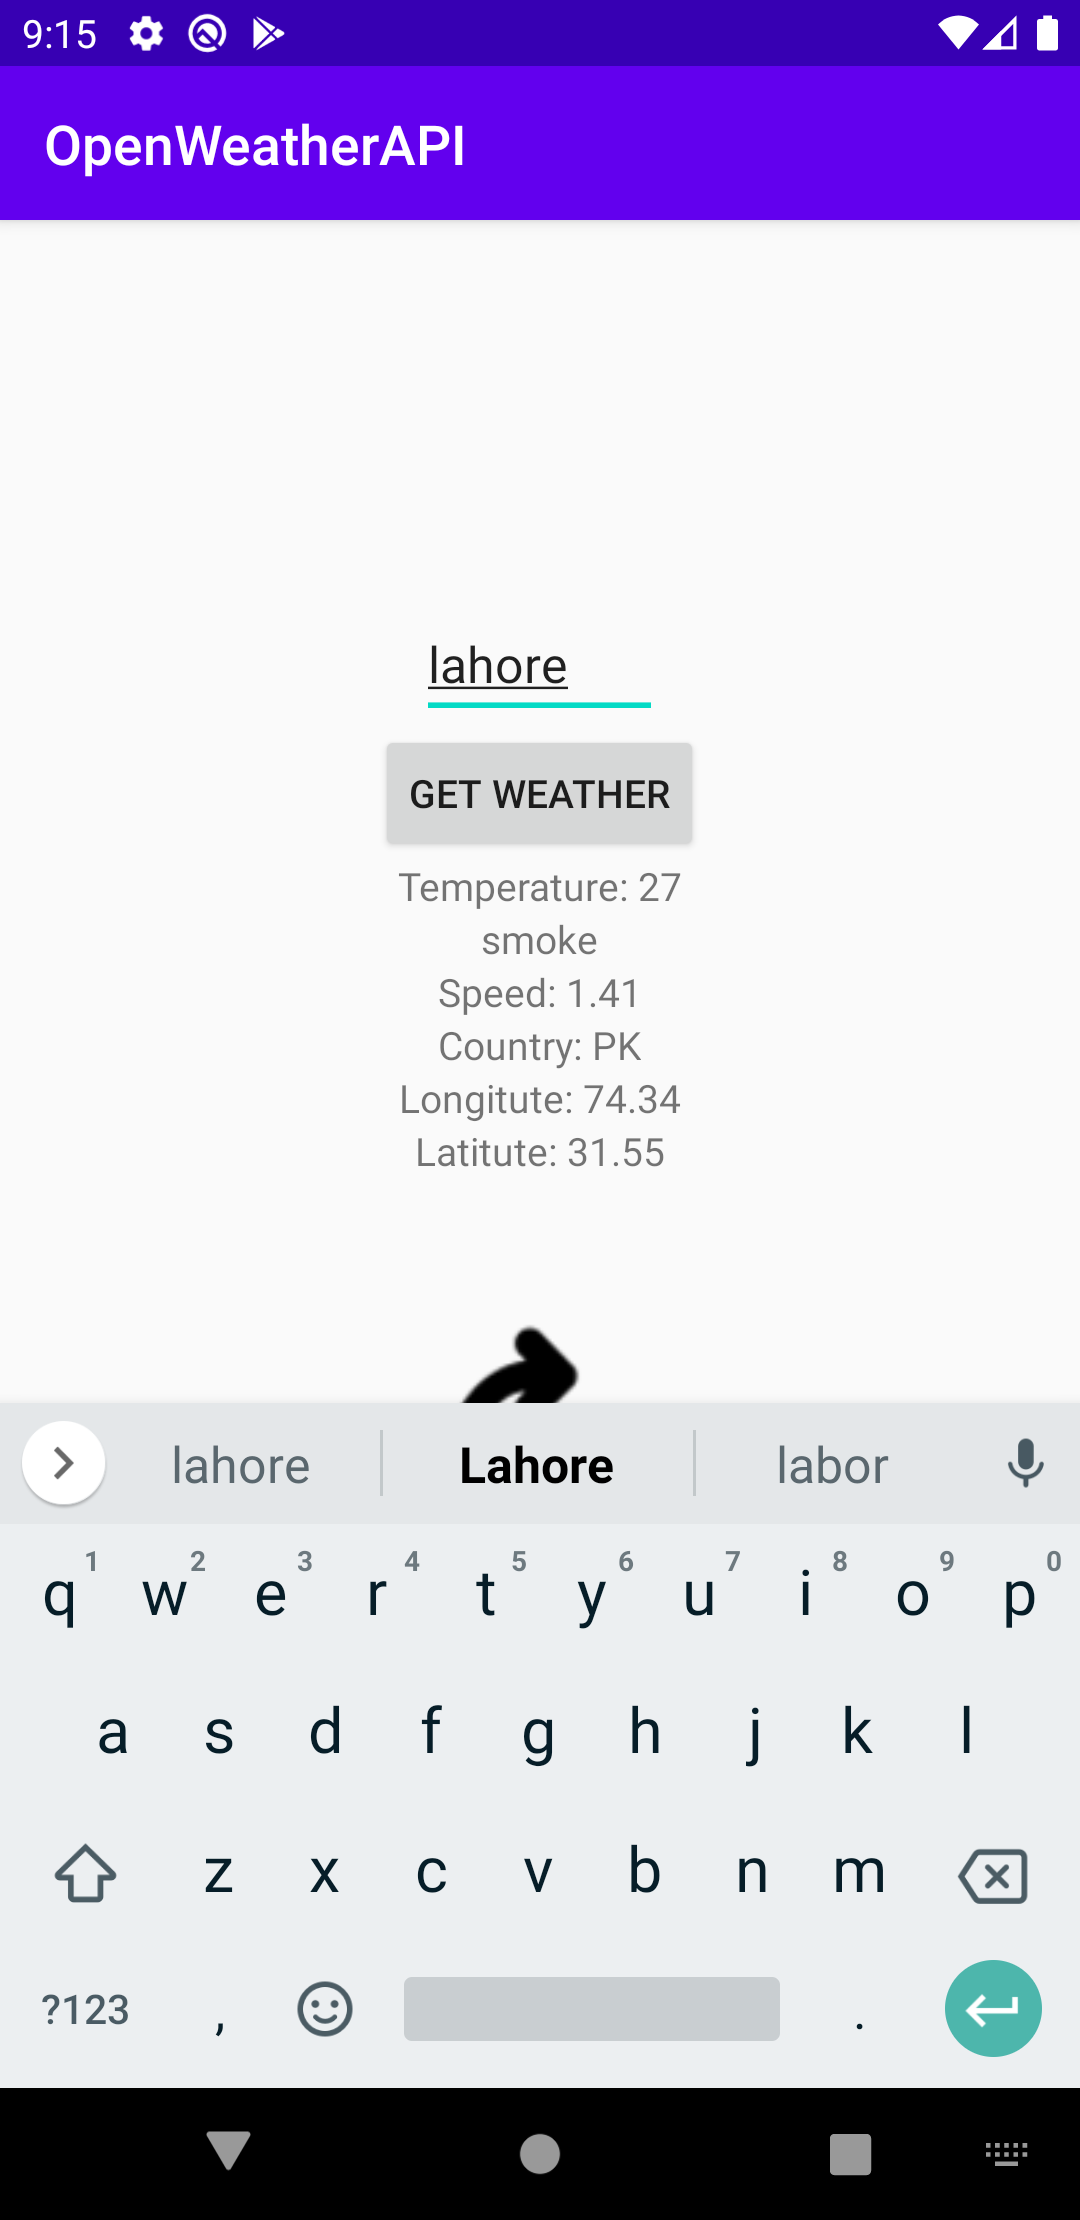 9:15
OpenWeatherAPI
lahore
GET WEATHER
Temperature: 27
smoke
Speed: 1.41
Country: PK
Longitute: 74.34
Latitute: 31.55
lahore Lahore labor
q 1 w 2 e 3 r 4 t 5 y 6 u 7 i 8 o 9 p 0
a s d f g h j k l
z x c v b n m
?123 , .